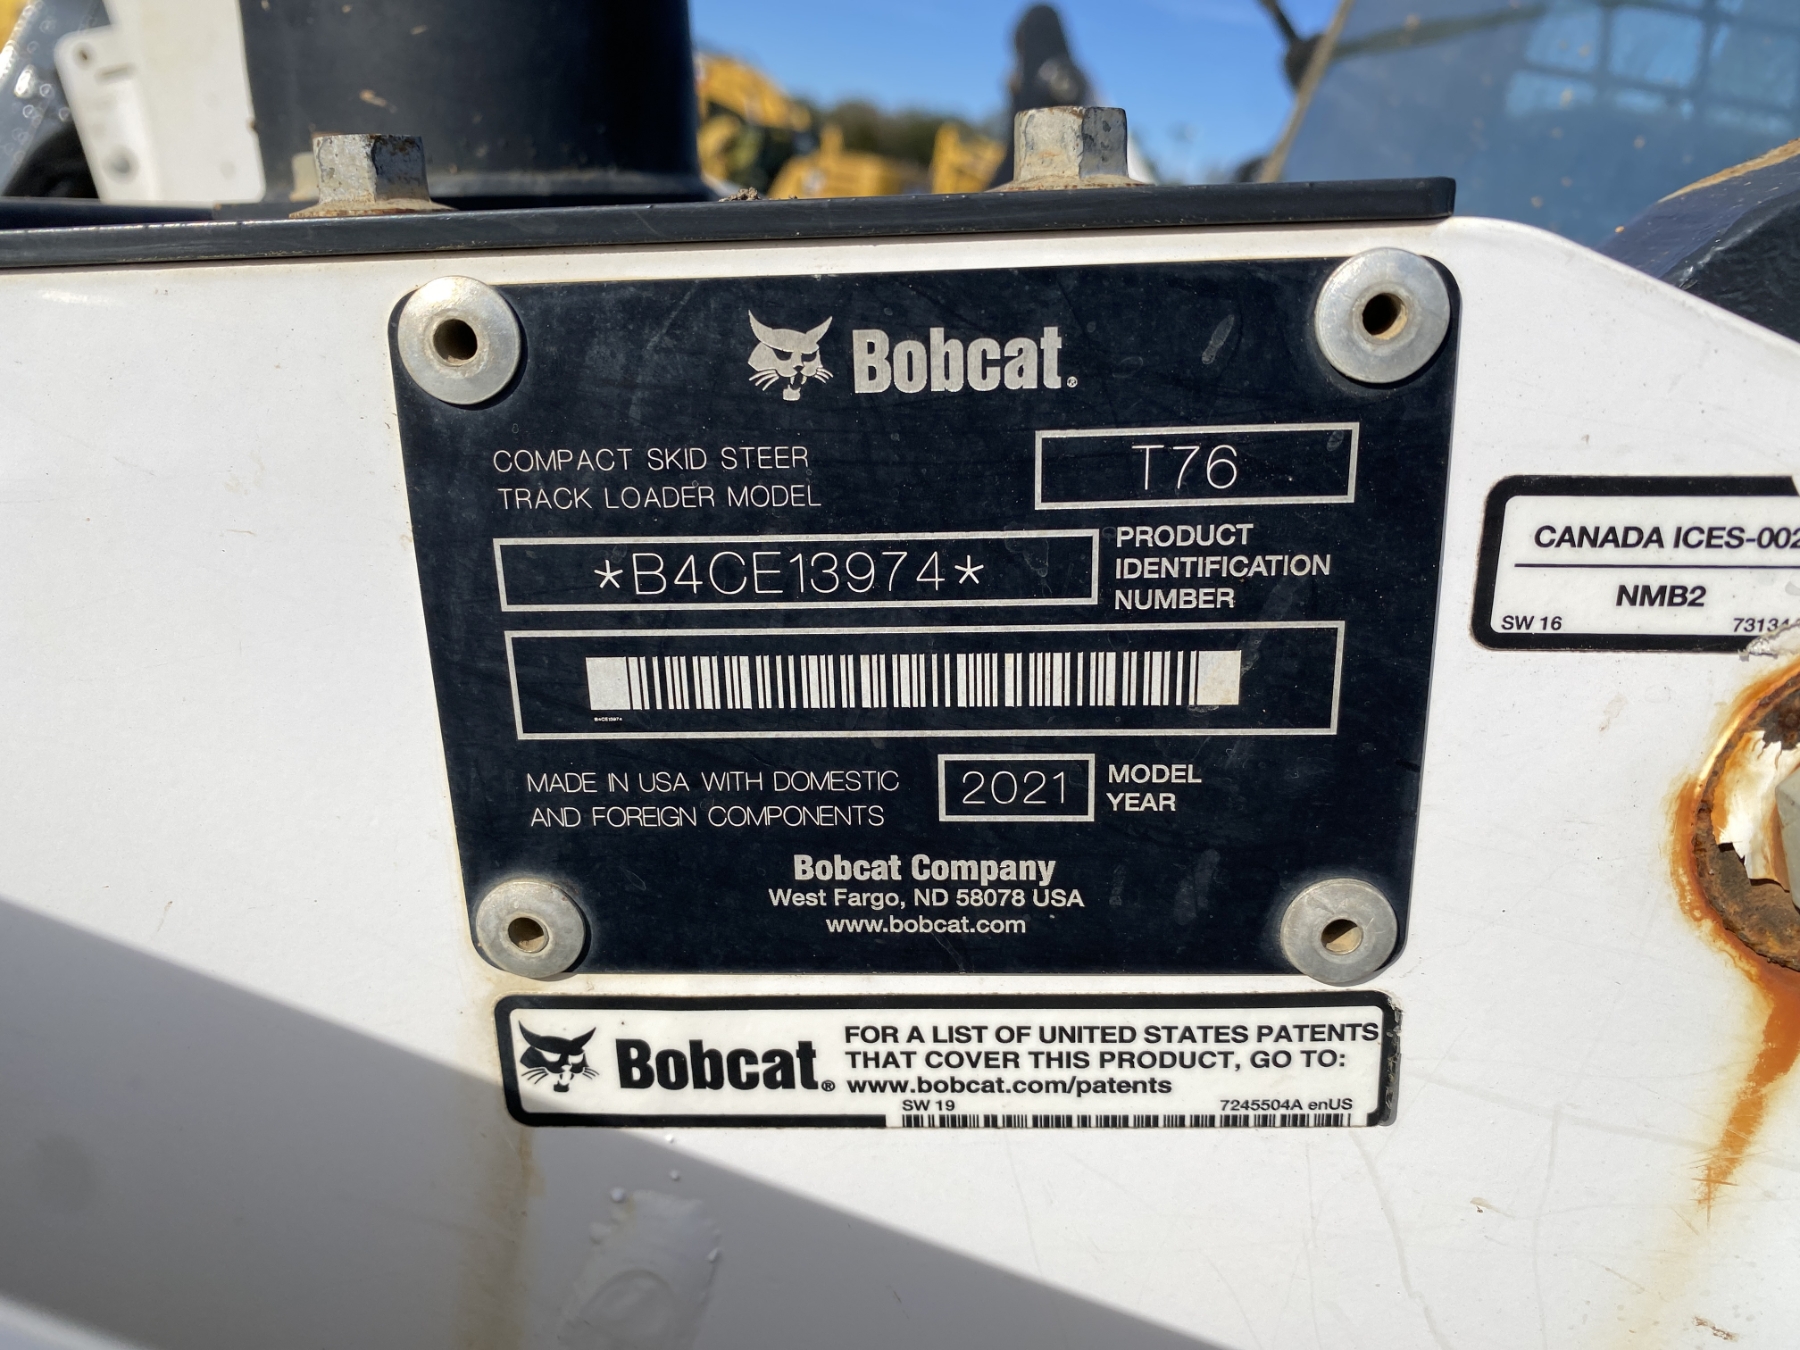 Bobcat®
COMPACT SKID STEER
TRACK LOADER MODEL
T76
*B4CE13974*
PRODUCT
IDENTIFICATION
NUMBER
B4CE13974
MADE IN USA WITH DOMESTIC
AND FOREIGN COMPONENTS
2021
MODEL
YEAR
Bobcat Company
West Fargo, ND 58078 USA
www.bobcat.com
CANADA ICES-002
NMB2
SW 16
Bobcat®
FOR A LIST OF UNITED STATES PATENTS
THAT COVER THIS PRODUCT, GO TO:
www.bobcat.com/patents
SW 19
7245504A enUS